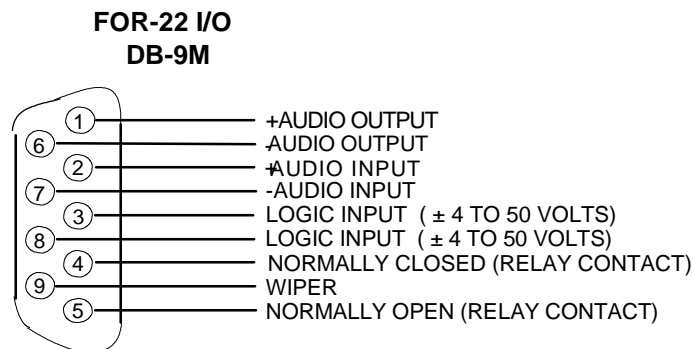 FOR-22 I/O
DB-9M
1 +AUDIO OUTPUT
6 -AUDIO OUTPUT
2 +AUDIO INPUT
7 -AUDIO INPUT
3 LOGIC INPUT ( ± 4 TO 50 VOLTS)
8 LOGIC INPUT ( ± 4 TO 50 VOLTS)
4 NORMALLY CLOSED (RELAY CONTACT)
9 WIPER
5 NORMALLY OPEN (RELAY CONTACT)